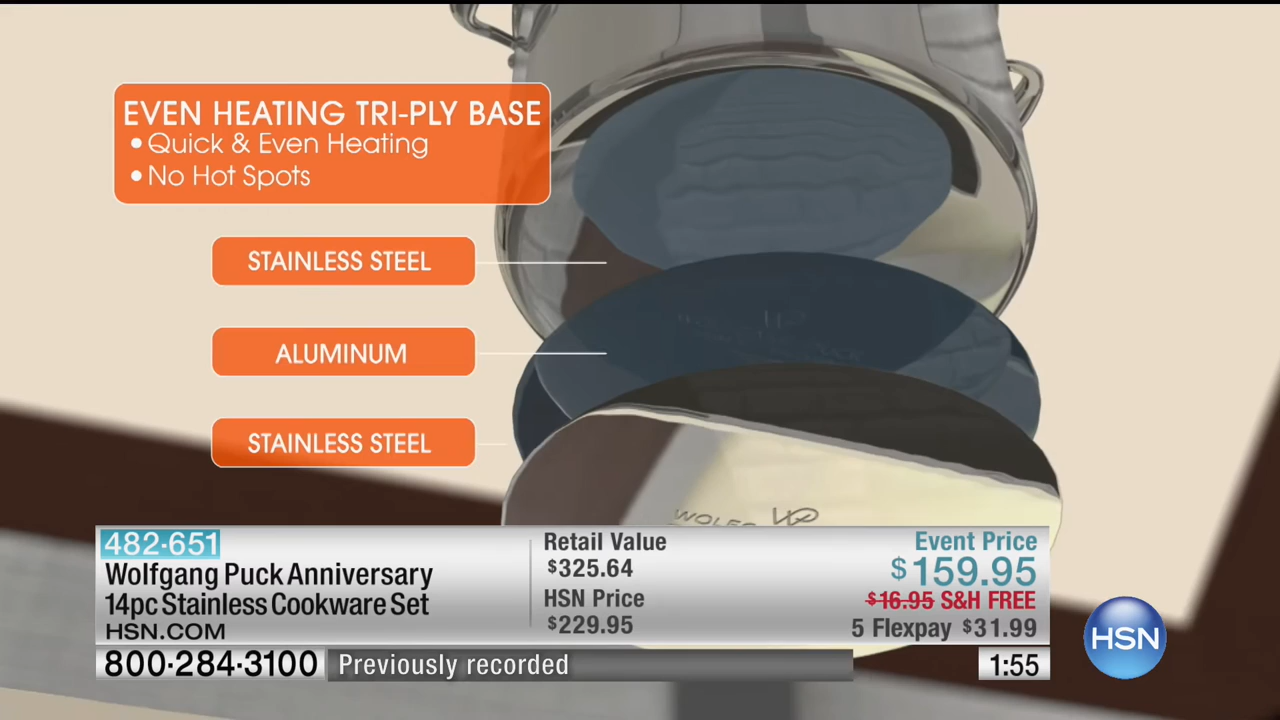 EVEN HEATING TRI-PLY BASE
• Quick & Even Heating
• No Hot Spots
STAINLESS STEEL
ALUMINUM
STAINLESS STEEL
482-651
Wolfgang Puck Anniversary
14pc Stainless Cookware Set
HSN.COM
Retail Value
$325.64
HSN Price
$229.95
Event Price
$159.95
$16.95 S&H FREE
5 Flexpay $31.99
800-284-3100
Previously recorded
1:55
HSN